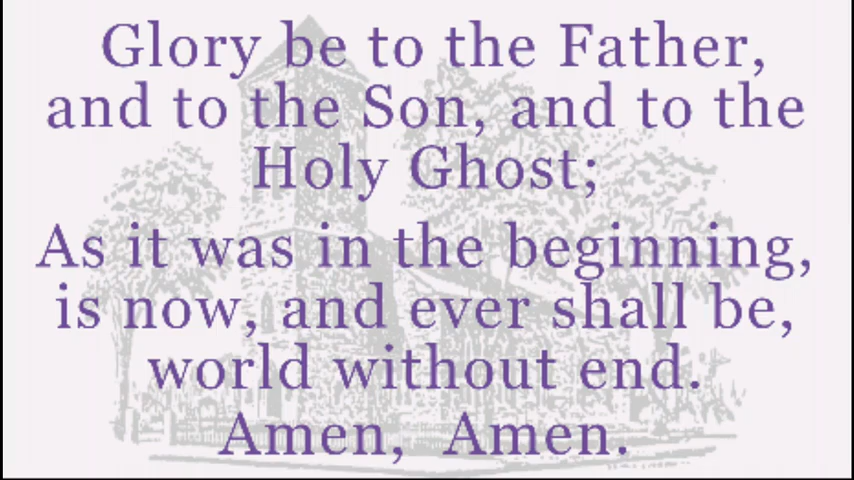 Glory be to the Father,
and to the Son, and to the
Holy Ghost;
As it was in the beginning,
is now, and ever shall be,
world without end.
Amen, Amen.